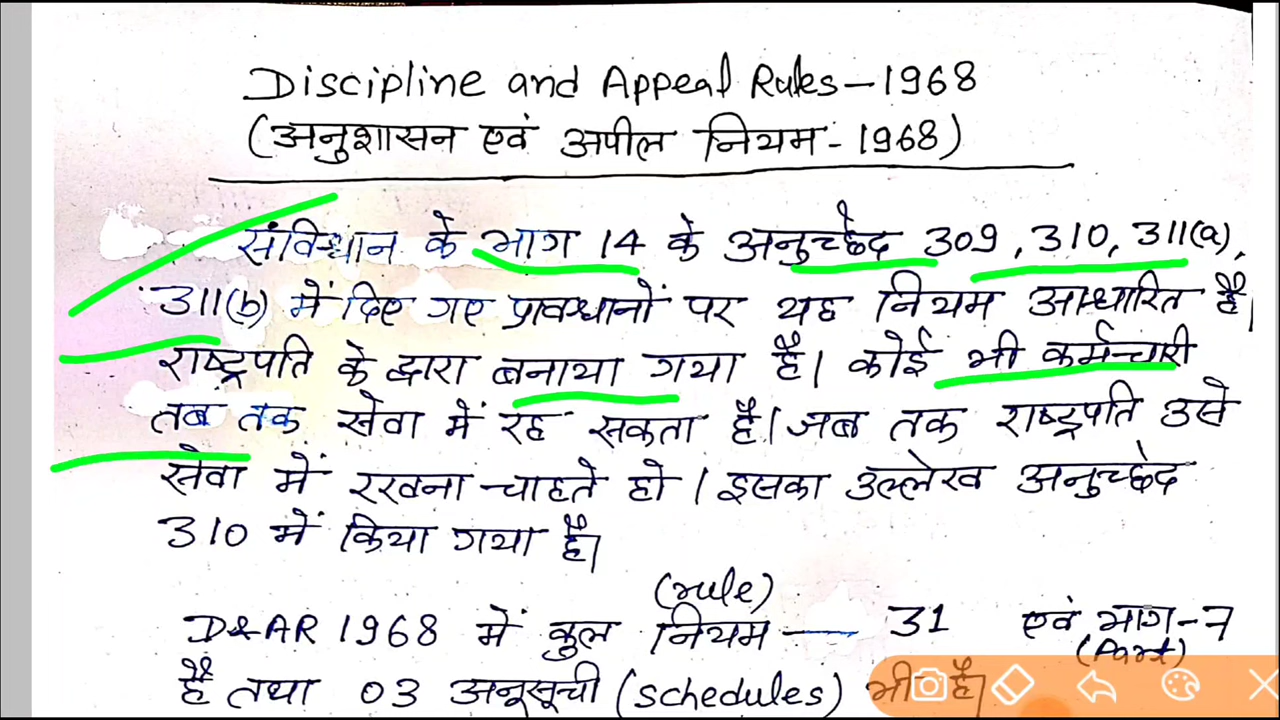 Discipline and Appeal Rules-1968
(अनुशासन एवं अपील नियम-1968)
संविधान के भाग 14 के अनुच्छेद 309, 310, 311(a),
311(b) में दिए गए प्रावधानों पर यह नियम आधारित है।
राष्ट्रपति के द्वारा बनाया गया है। कोई भी कर्मचारी
तब तक सेवा में रह सकता है। जब तक राष्ट्रपति उसे
सेवा में रखना चाहते हो। इसका उल्लेख अनुच्छेद
310 में किया गया है।
(rule)
D&AR 1968 में कुल नियम — 31 एवं भाग-7
(Part)
हैं तथा 03 अनूसूची (schedules) भी है।